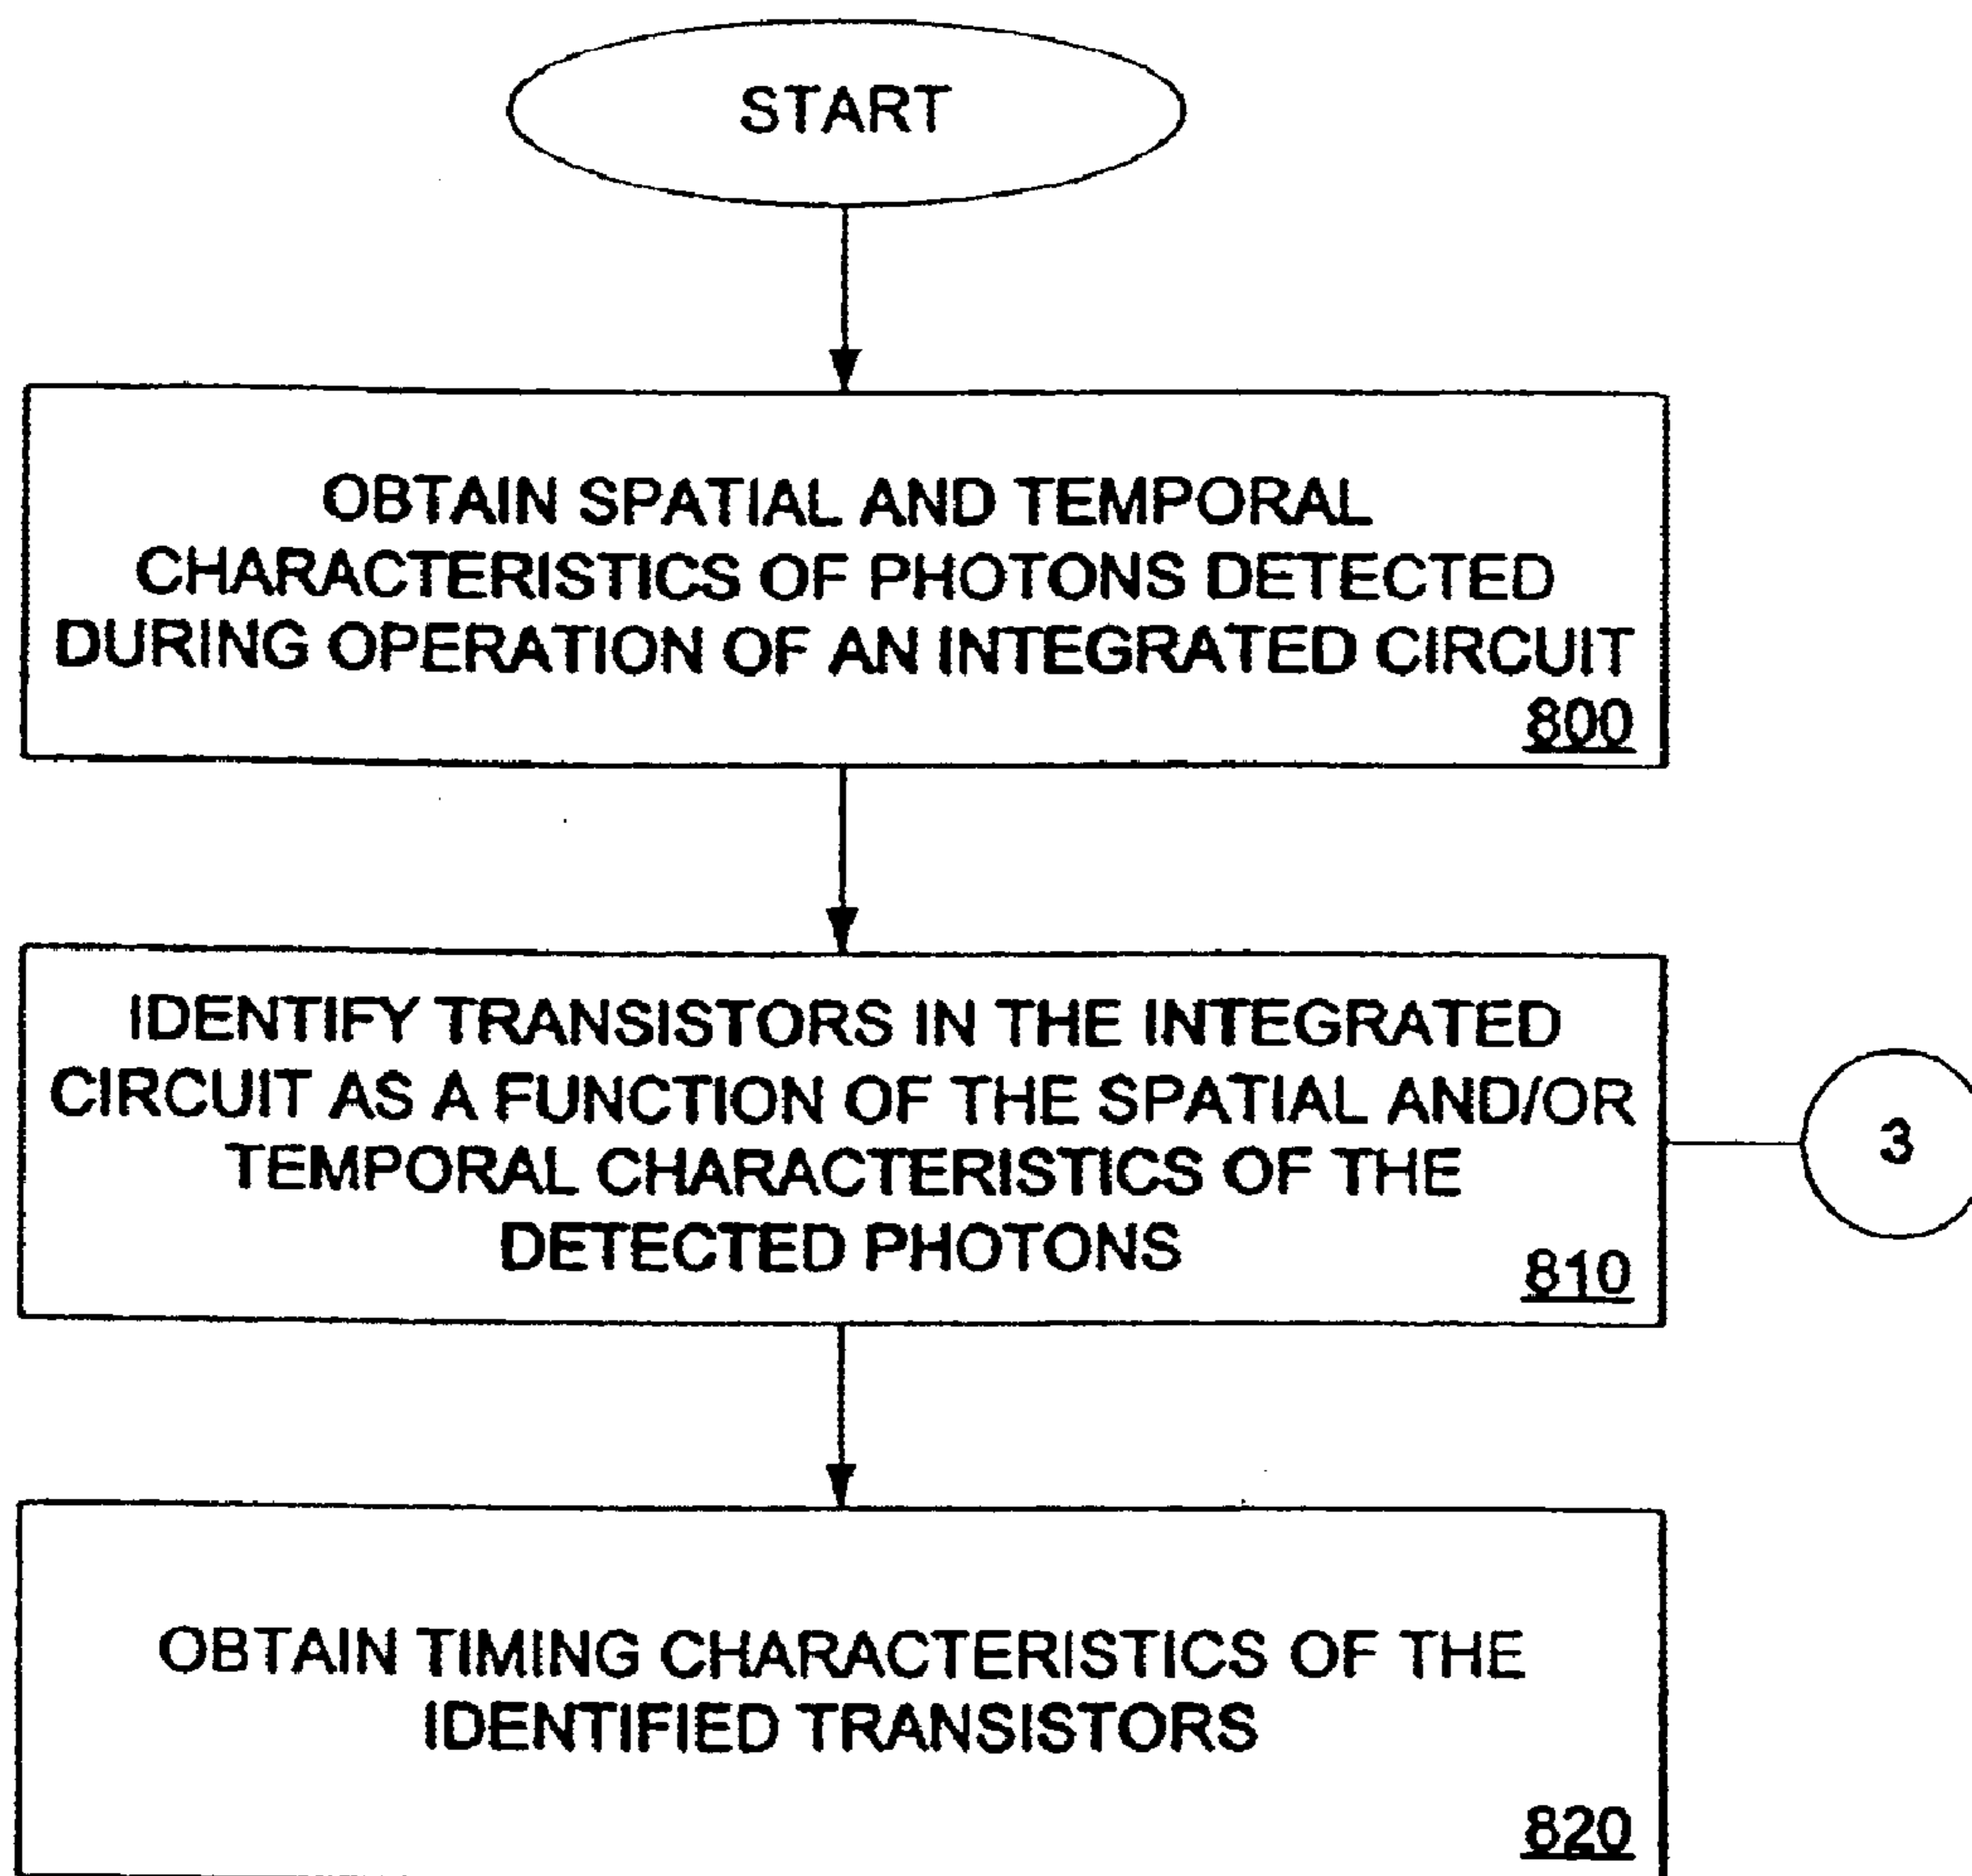 START
OBTAIN SPATIAL AND TEMPORAL
CHARACTERISTICS OF PHOTONS DETECTED
DURING OPERATION OF AN INTEGRATED CIRCUIT
800
IDENTIFY TRANSISTORS IN THE INTEGRATED
CIRCUIT AS A FUNCTION OF THE SPATIAL AND/OR
TEMPORAL CHARACTERISTICS OF THE
DETECTED PHOTONS
810
3
OBTAIN TIMING CHARACTERISTICS OF THE
IDENTIFIED TRANSISTORS
820